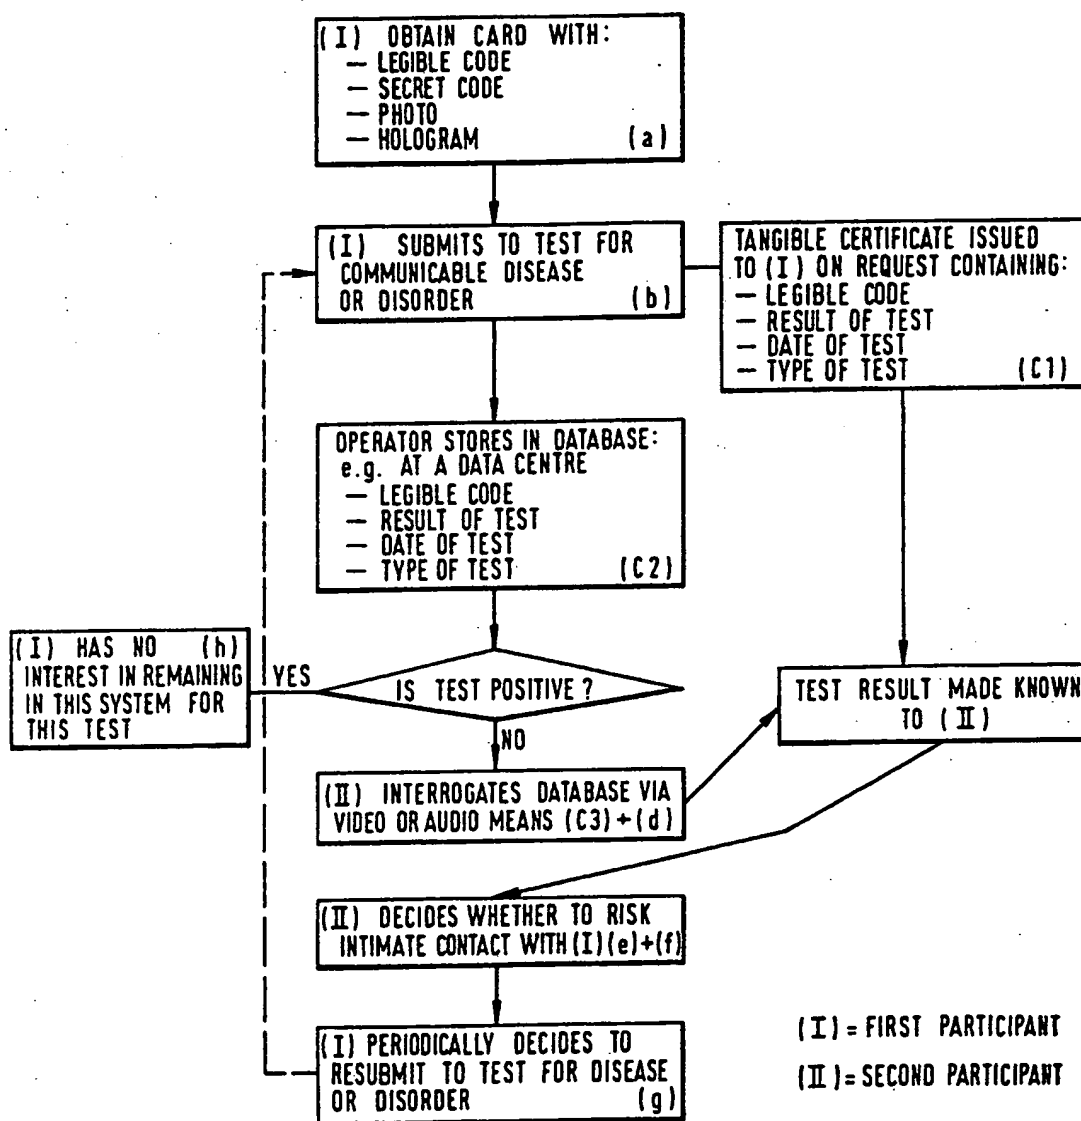 (I) OBTAIN CARD WITH:
— LEGIBLE CODE
— SECRET CODE
— PHOTO
— HOLOGRAM (a)
(I) SUBMITS TO TEST FOR
COMMUNICABLE DISEASE
OR DISORDER (b)
TANGIBLE CERTIFICATE ISSUED
TO (I) ON REQUEST CONTAINING:
— LEGIBLE CODE
— RESULT OF TEST
— DATE OF TEST
— TYPE OF TEST (C1)
OPERATOR STORES IN DATABASE:
e.g. AT A DATA CENTRE
— LEGIBLE CODE
— RESULT OF TEST
— DATE OF TEST
— TYPE OF TEST (C2)
(I) HAS NO (h)
INTEREST IN REMAINING
IN THIS SYSTEM FOR
THIS TEST
YES
IS TEST POSITIVE?
NO
TEST RESULT MADE KNOWN
TO (II)
(II) INTERROGATES DATABASE VIA
VIDEO OR AUDIO MEANS (C3)+(d)
(II) DECIDES WHETHER TO RISK
INTIMATE CONTACT WITH (I)(e)+(f)
(I) PERIODICALLY DECIDES TO
RESUBMIT TO TEST FOR DISEASE
OR DISORDER (g)
(I) = FIRST PARTICIPANT
(II) = SECOND PARTICIPANT